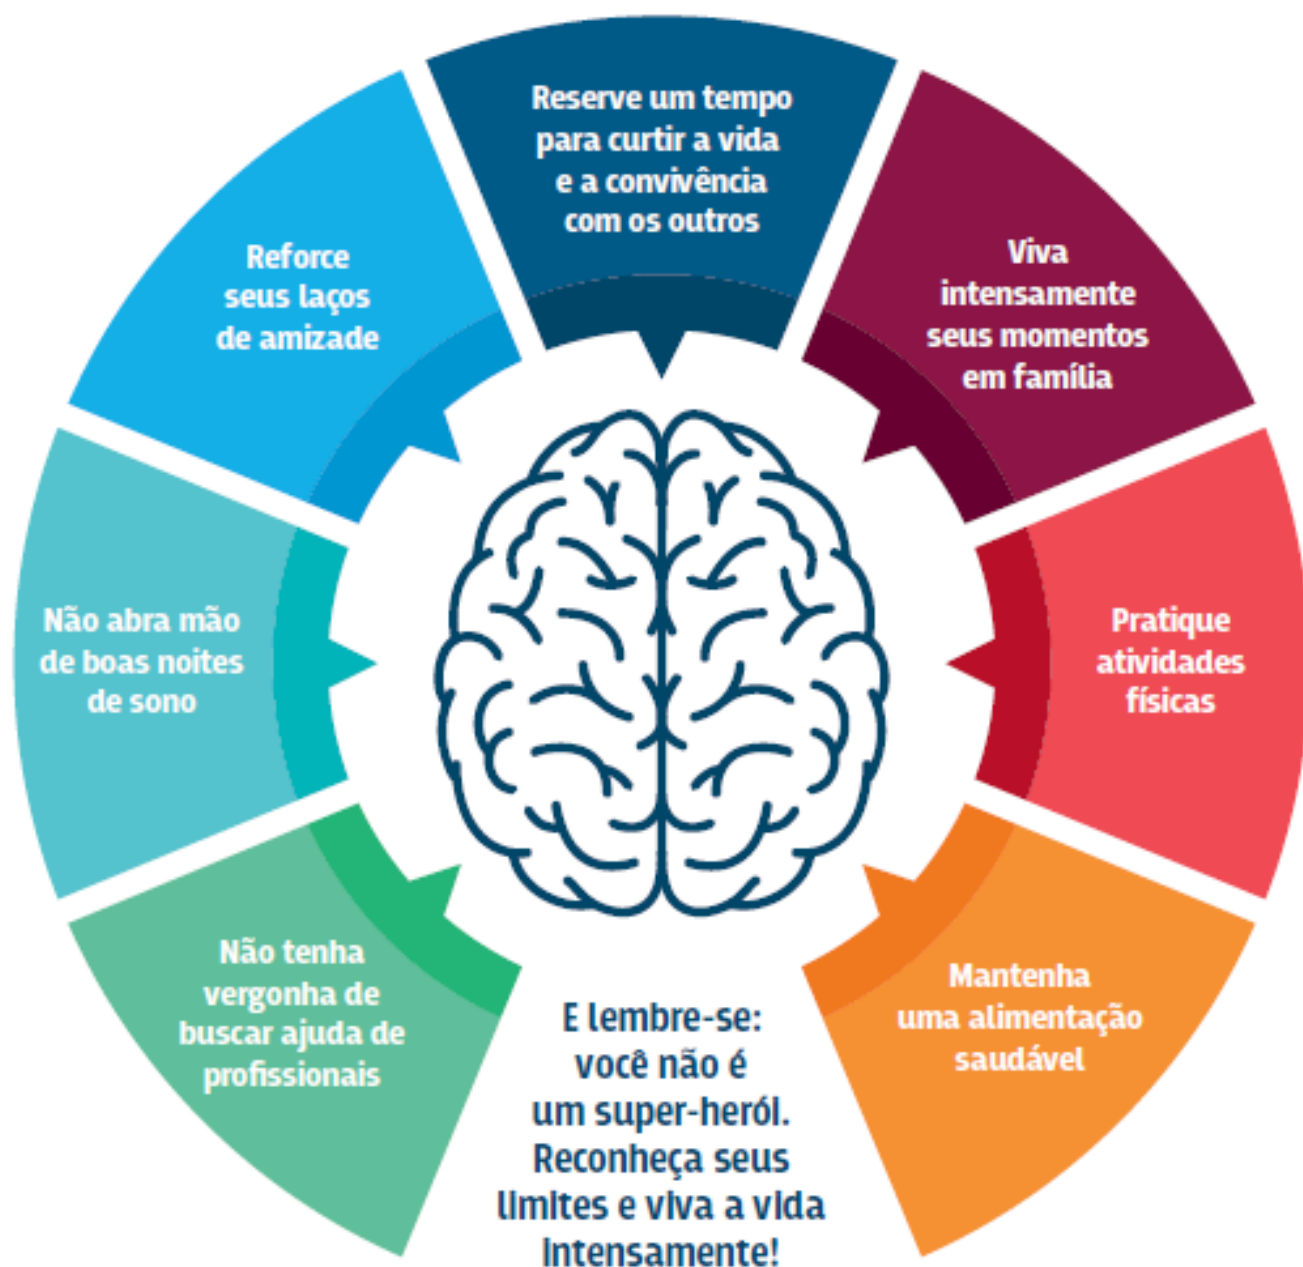 Reserve um tempo
para curtir a vida
e a convivência
com os outros
Viva
intensamente
seus momentos
em família
Pratique
atividades
físicas
Mantenha
uma alimentação
saudável
E lembre-se:
você não é
um super-herói.
Reconheça seus
limites e viva a vida
intensamente!
Não tenha
vergonha de
buscar ajuda de
profissionais
Não abra mão
de boas noites
de sono
Reforce
seus laços
de amizade